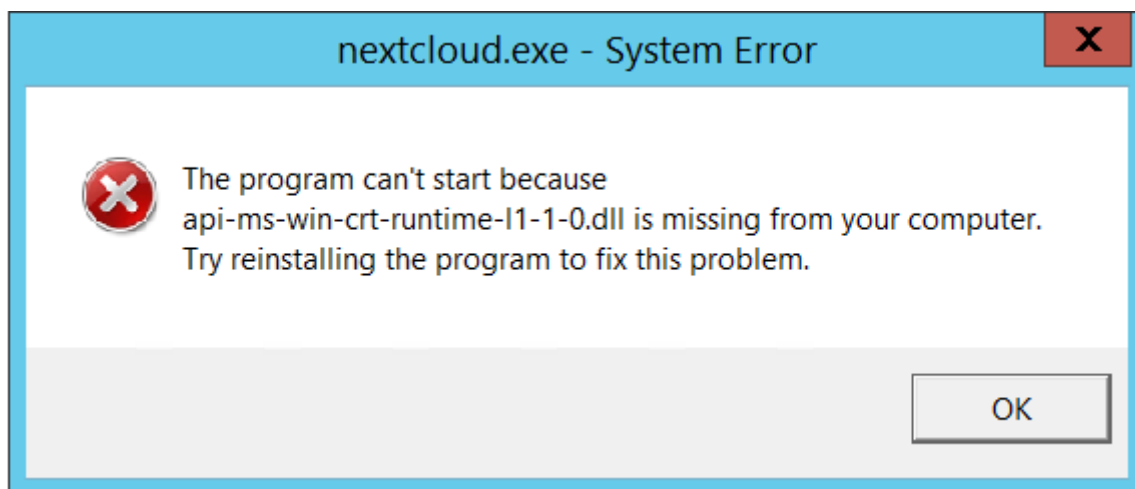 nextcloud.exe - System Error
X
The program can't start because
api-ms-win-crt-runtime-l1-1-0.dll is missing from your computer.
Try reinstalling the program to fix this problem.
OK